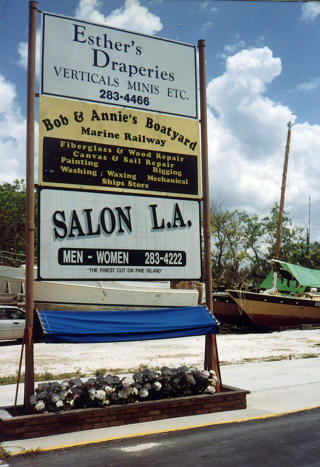 Esther's
Draperies
VERTICALS MINIS ETC.
283-4466
Bob & Annie's Boatyard
Marine Railway
Fiberglass & Wood Repair
Canvas & Sail Repair
Painting Rigging
Washing / Waxing Mechanical
Ships Store
SALON L.A.
MEN - WOMEN 283-4222
"THE FINEST CUT ON PINE ISLAND"